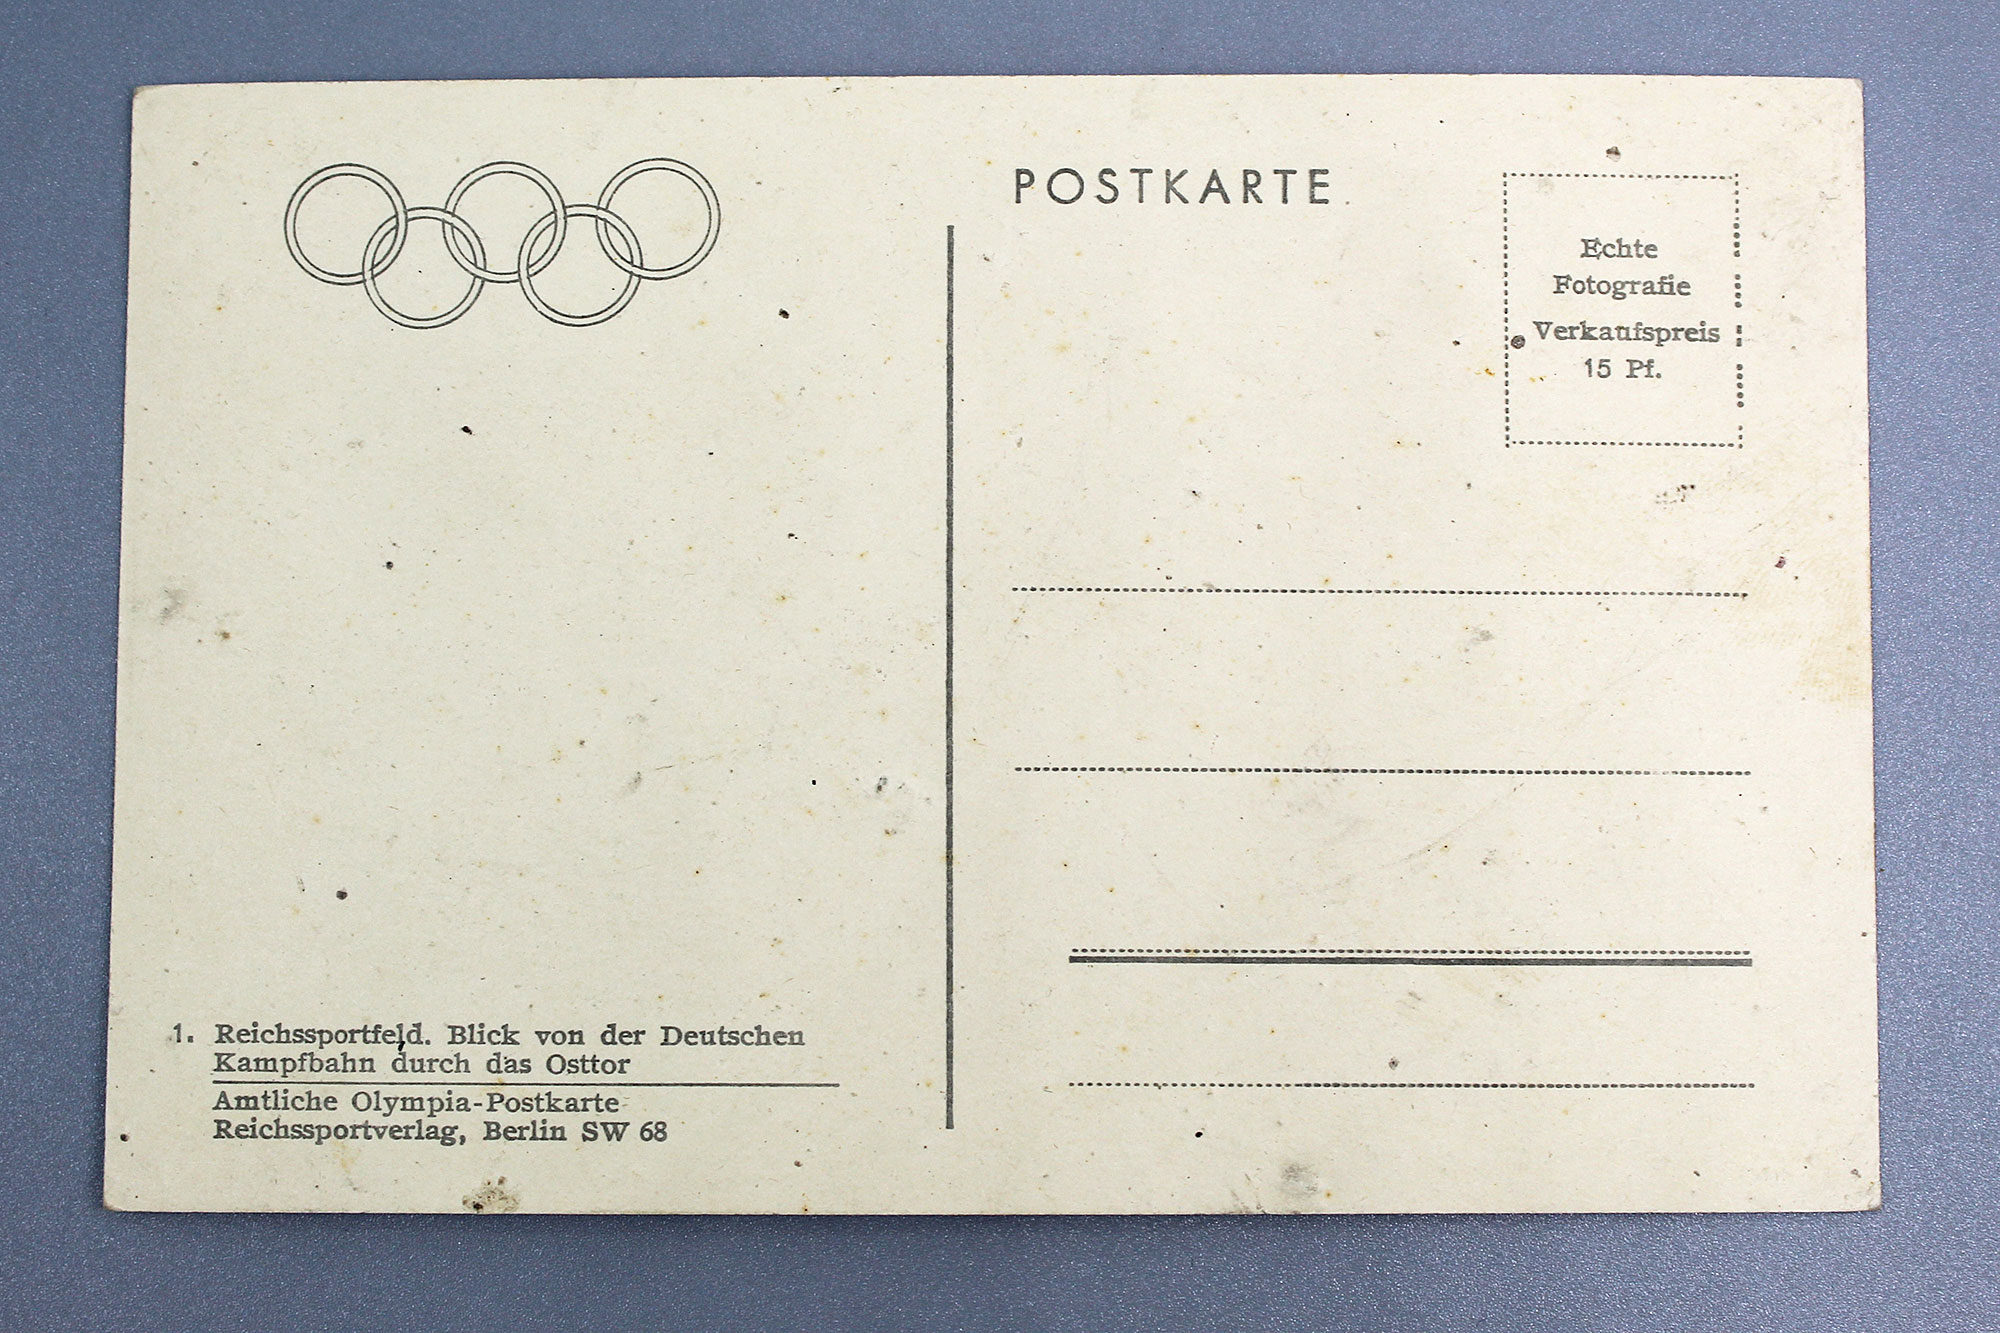 POSTKARTE
Echte
Fotografie
Verkaufspreis
15 Pf.
1. Reichssportfeld. Blick von der Deutschen
Kampfbahn durch das Osttor
Amtliche Olympia-Postkarte
Reichssportverlag, Berlin SW 68